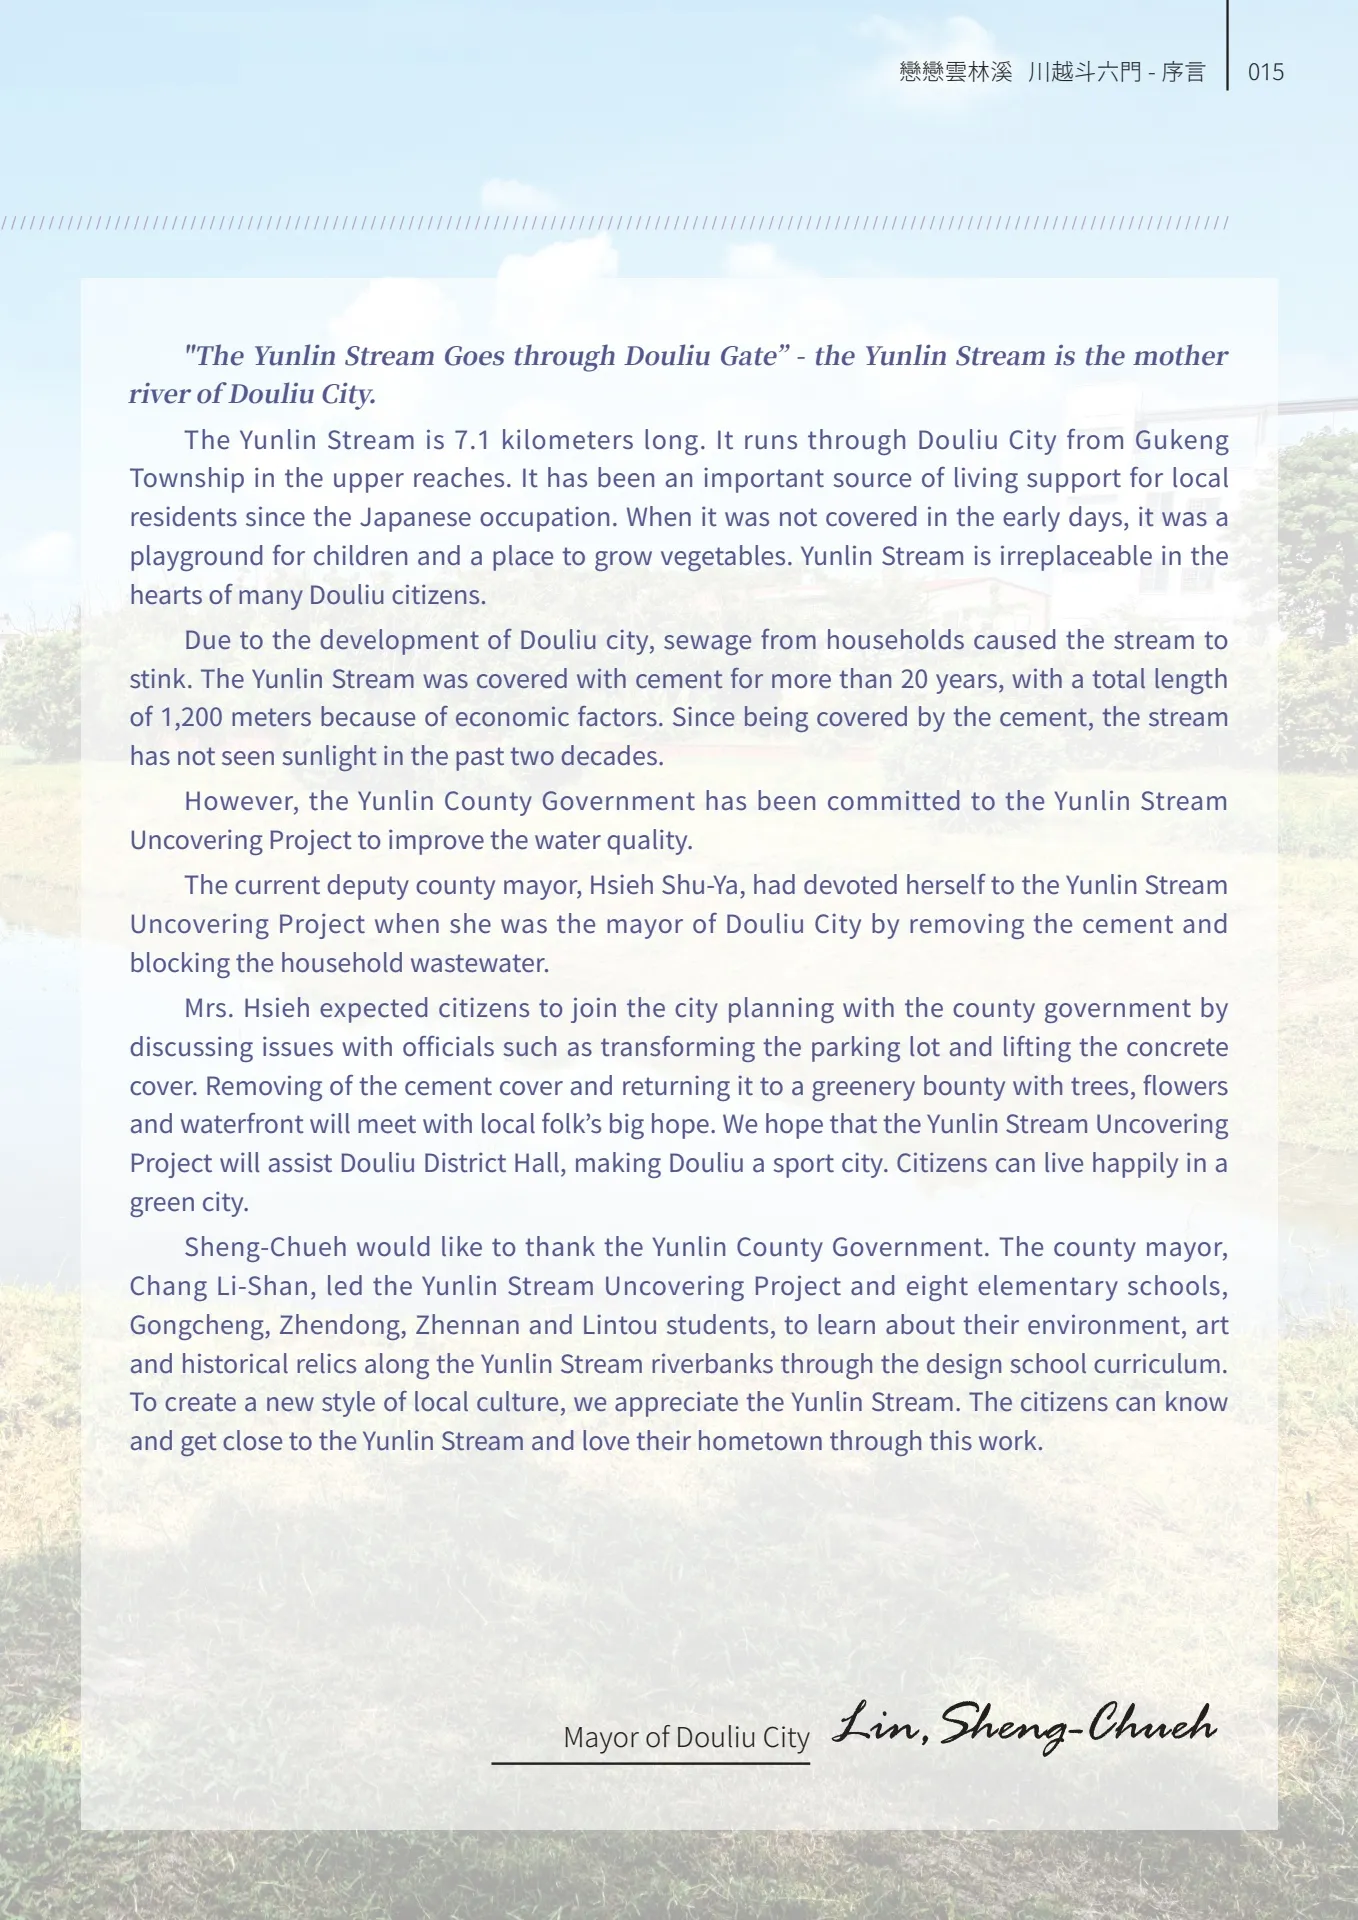 戀戀雲林溪 川越斗六門 - 序言 015
"The Yunlin Stream Goes through Douliu Gate” - the Yunlin Stream is the mother
river of Douliu City.
The Yunlin Stream is 7.1 kilometers long. It runs through Douliu City from Gukeng
Township in the upper reaches. It has been an important source of living support for local
residents since the Japanese occupation. When it was not covered in the early days, it was a
playground for children and a place to grow vegetables. Yunlin Stream is irreplaceable in the
hearts of many Douliu citizens.
Due to the development of Douliu city, sewage from households caused the stream to
stink. The Yunlin Stream was covered with cement for more than 20 years, with a total length
of 1,200 meters because of economic factors. Since being covered by the cement, the stream
has not seen sunlight in the past two decades.
However, the Yunlin County Government has been committed to the Yunlin Stream
Uncovering Project to improve the water quality.
The current deputy county mayor, Hsieh Shu-Ya, had devoted herself to the Yunlin Stream
Uncovering Project when she was the mayor of Douliu City by removing the cement and
blocking the household wastewater.
Mrs. Hsieh expected citizens to join the city planning with the county government by
discussing issues with officials such as transforming the parking lot and lifting the concrete
cover. Removing of the cement cover and returning it to a greenery bounty with trees, flowers
and waterfront will meet with local folk’s big hope. We hope that the Yunlin Stream Uncovering
Project will assist Douliu District Hall, making Douliu a sport city. Citizens can live happily in a
green city.
Sheng-Chueh would like to thank the Yunlin County Government. The county mayor,
Chang Li-Shan, led the Yunlin Stream Uncovering Project and eight elementary schools,
Gongcheng, Zhendong, Zhennan and Lintou students, to learn about their environment, art
and historical relics along the Yunlin Stream riverbanks through the design school curriculum.
To create a new style of local culture, we appreciate the Yunlin Stream. The citizens can know
and get close to the Yunlin Stream and love their hometown through this work.
Mayor of Douliu City Lin, Sheng-Chueh